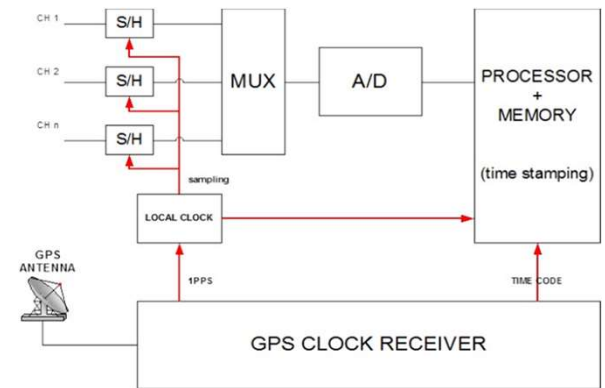 CH 1
S/H
CH 2
S/H
CH n
S/H
MUX
A/D
PROCESSOR
+
MEMORY
(time stamping)
sampling
LOCAL CLOCK
GPS
ANTENNA
1PPS
TIME CODE
GPS CLOCK RECEIVER